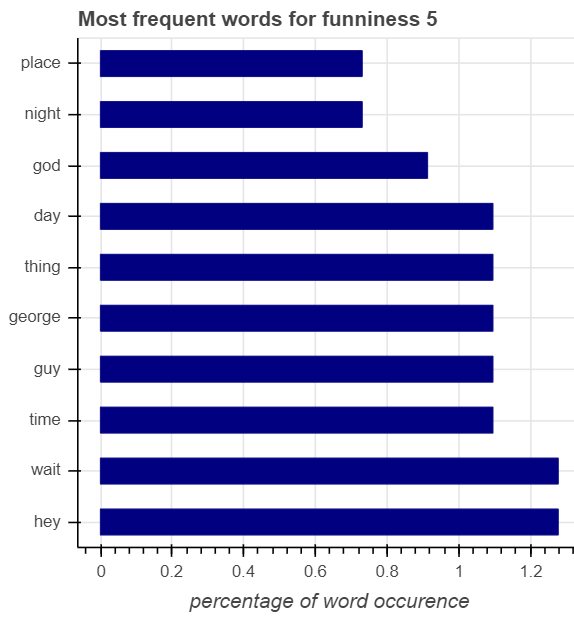 Most frequent words for funniness 5
place
night
god
day
thing
george
guy
time
wait
hey
0 0.2 0.4 0.6 0.8 1 1.2
percentage of word occurence